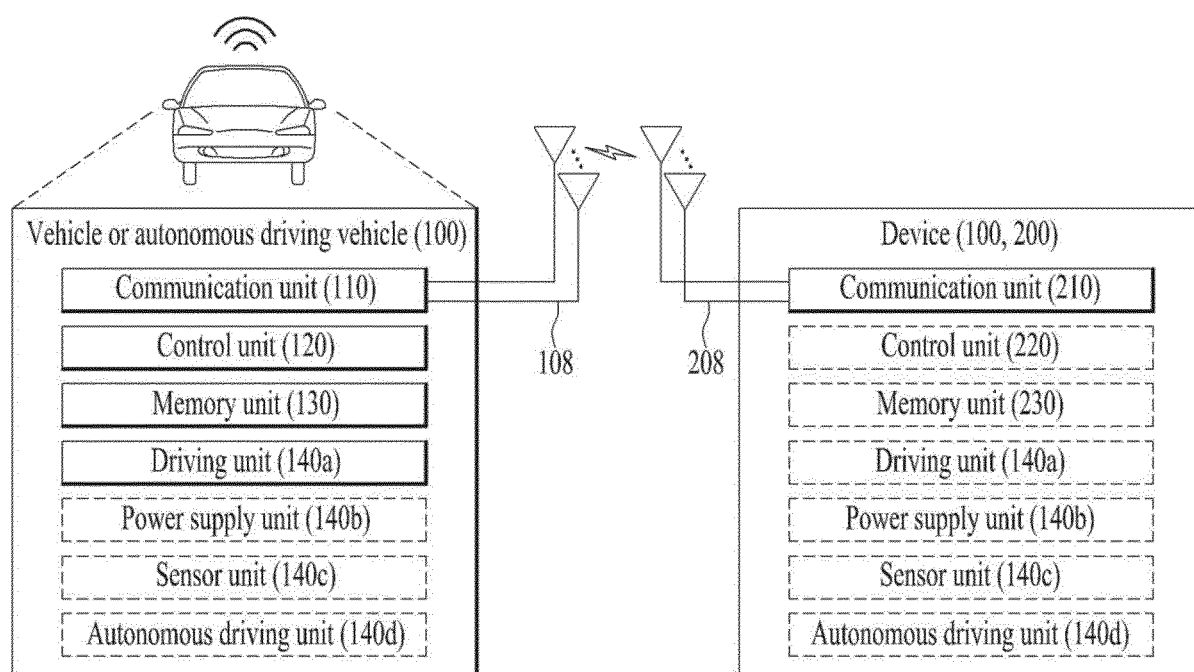 Vehicle or autonomous driving vehicle (100)
Communication unit (110)
Control unit (120)
Memory unit (130)
Driving unit (140a)
Power supply unit (140b)
Sensor unit (140c)
Autonomous driving unit (140d)
108
208
Device (100, 200)
Communication unit (210)
Control unit (220)
Memory unit (230)
Driving unit (140a)
Power supply unit (140b)
Sensor unit (140c)
Autonomous driving unit (140d)